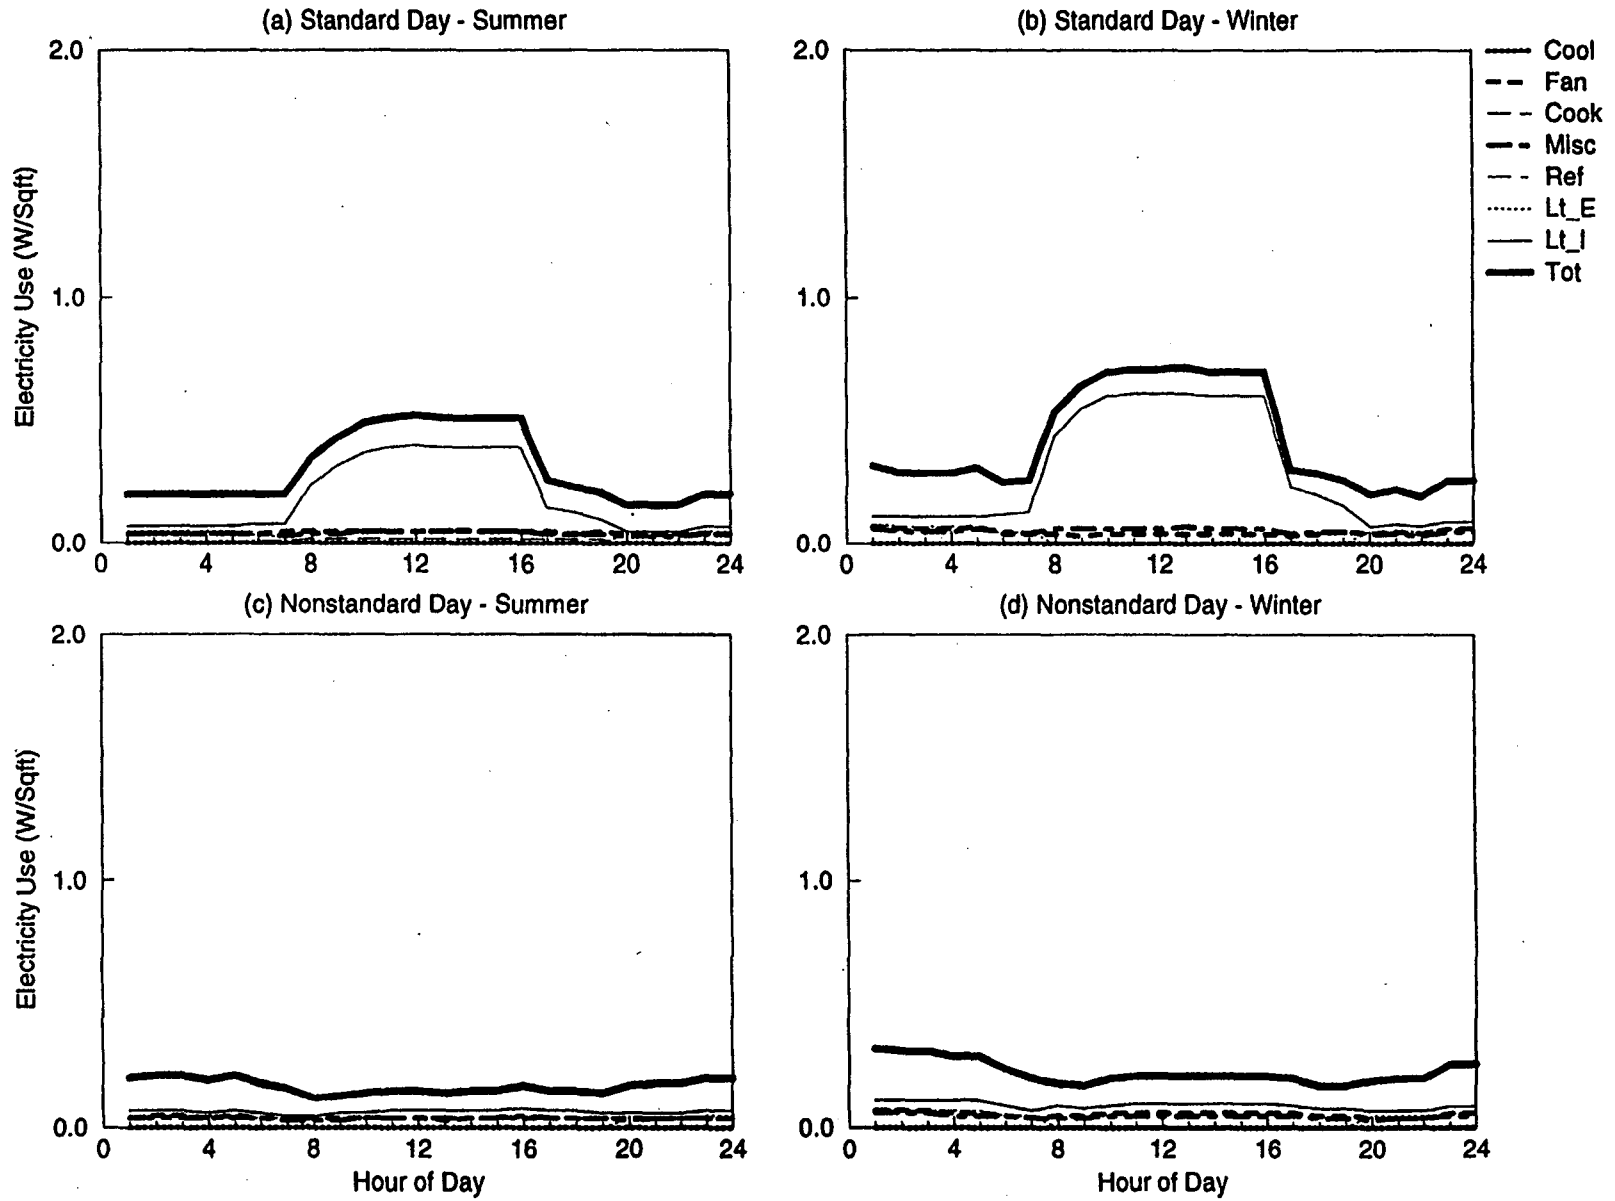 (a) Standard Day - Summer
(b) Standard Day - Winter
2.0
1.0
0.0
Electricity Use (W/Sqft)
0 4 8 12 16 20 24
2.0
1.0
0.0
0 4 8 12 16 20 24
Cool
Fan
Cook
Misc
Ref
Lt_E
Lt_I
Tot
(c) Nonstandard Day - Summer
(d) Nonstandard Day - Winter
2.0
1.0
0.0
Electricity Use (W/Sqft)
0 4 8 12 16 20 24
Hour of Day
2.0
1.0
0.0
0 4 8 12 16 20 24
Hour of Day